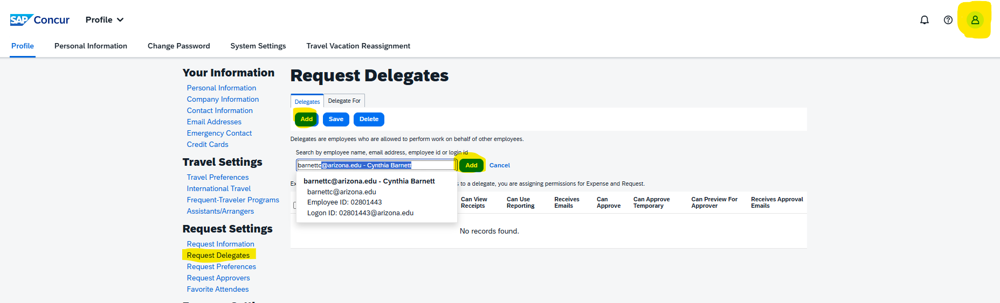 SAP Concur Profile
Profile Personal Information Change Password System Settings Travel Vacation Reassignment
Your Information
Personal Information
Company Information
Contact Information
Email Addresses
Emergency Contact
Credit Cards
Travel Settings
Travel Preferences
International Travel
Frequent-Traveler Programs
Assistants/Arrangers
Request Settings
Request Information
Request Delegates
Request Preferences
Request Approvers
Favorite Attendees
Request Delegates
Delegates Delegate For
Add Save Delete
Delegates are employees who are allowed to perform work on behalf of other employees.
Search by employee name, email address, employee id or login id
barnettc@arizona.edu - Cynthia Barnett Add Cancel
barnettc@arizona.edu - Cynthia Barnett
barnettc@arizona.edu
Employee ID: 02801443
Logon ID: 02801443@arizona.edu
Ex s to a delegate, you are assigning permissions for Expense and Request.
Can View Receipts Can Use Reporting Receives Emails Can Approve Can Approve Temporary Can Preview For Approver Receives Approval Emails
No records found.